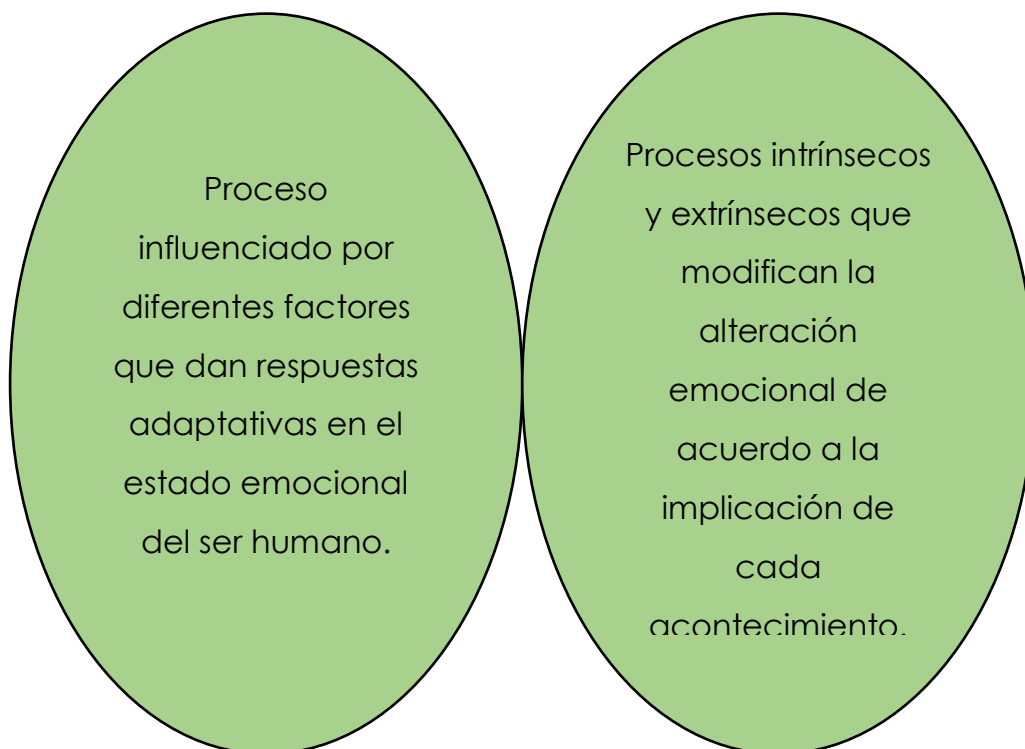 Proceso
influenciado por
diferentes factores
que dan respuestas
adaptativas en el
estado emocional
del ser humano.
Procesos intrínsecos
y extrínsecos que
modifican la
alteración
emocional de
acuerdo a la
implicación de
cada
acontecimiento.